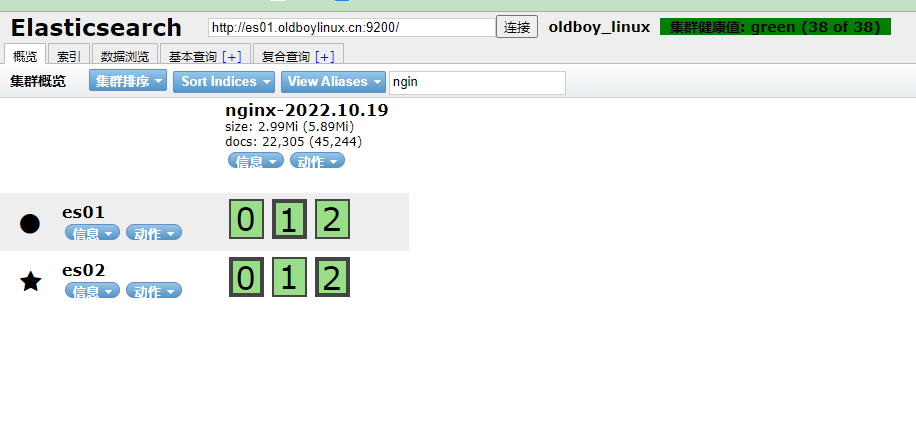 Elasticsearch http://es01.oldboylinux.cn:9200/ 连接 oldboy_linux 集群健康值: green (38 of 38)
概览 索引 数据浏览 基本查询 [+] 复合查询 [+]
集群概览 集群排序 Sort Indices View Aliases ngin
nginx-2022.10.19
size: 2.99Mi (5.89Mi)
docs: 22,305 (45,244)
信息 动作
es01 0 1 2
信息 动作
es02 0 1 2
信息 动作